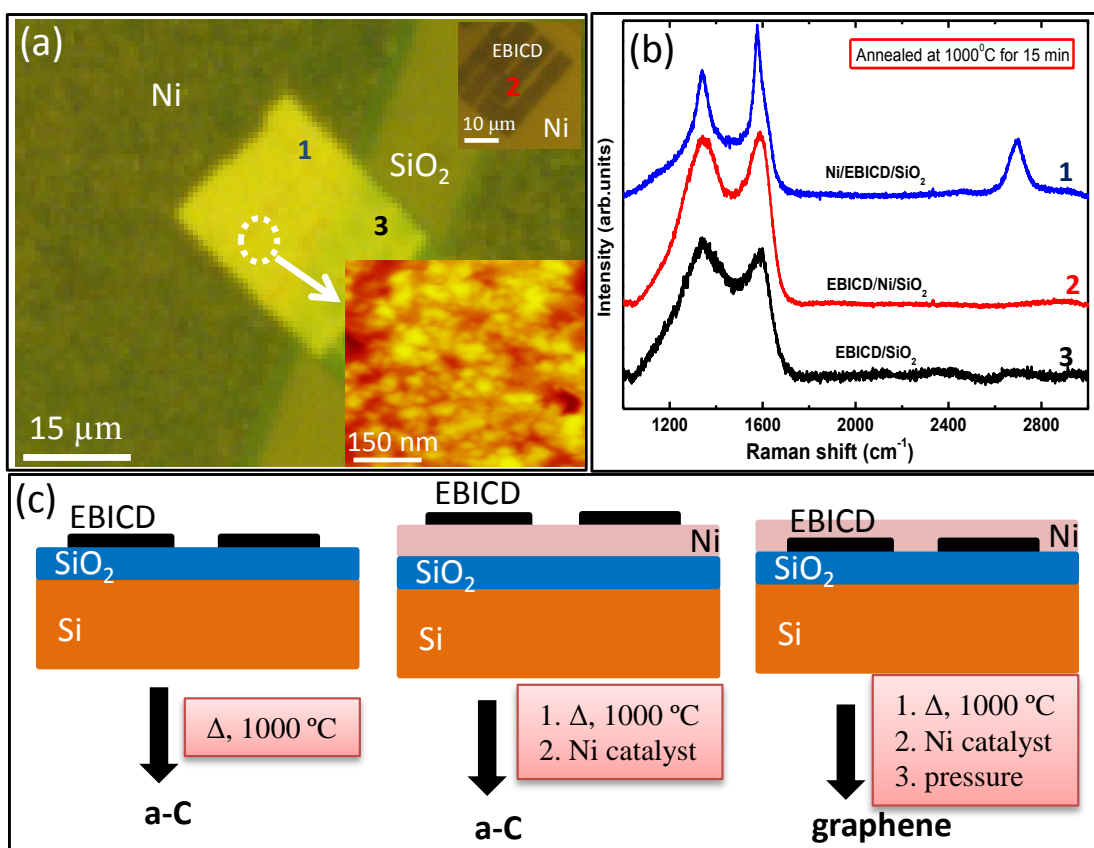 (a)
Ni
1
SiO₂
3
EBICD
2
10 μm
Ni
15 μm
150 nm
(b)
Annealed at 1000⁰C for 15 min
Intensity (arb.units)
Ni/EBICD/SiO₂
1
EBICD/Ni/SiO₂
2
EBICD/SiO₂
3
1200 1600 2000 2400 2800
Raman shift (cm⁻¹)
(c)
EBICD
SiO₂
Si
Δ, 1000 ºC
a-C
EBICD
Ni
SiO₂
Si
1. Δ, 1000 ºC
2. Ni catalyst
a-C
EBICD
Ni
SiO₂
Si
1. Δ, 1000 ºC
2. Ni catalyst
3. pressure
graphene